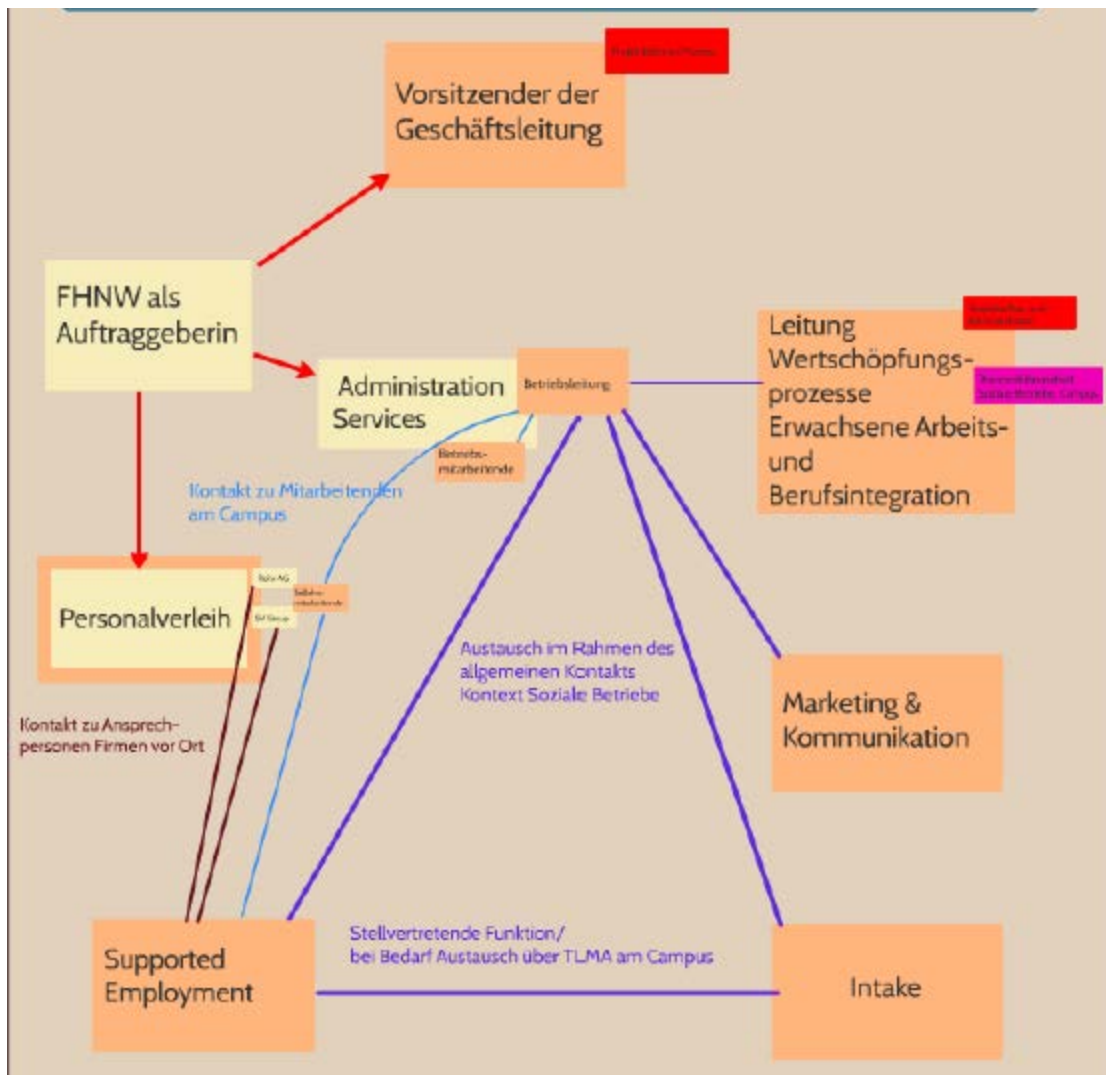 Vorsitzender der
Geschäftsleitung
FHNW als
Auftraggeberin
Administration
Services
Betriebsleitung
Betriebs-
mitarbeitende
Leitung
Wertschöpfungs-
prozesse
Erwachsene Arbeits-
und
Berufsintegration
Kontakt zu Mitarbeitenden
am Campus
Personalverleih
Kontakt zu Ansprech-
personen Firmen vor Ort
Austausch im Rahmen des
allgemeinen Kontakts
Kontext Soziale Betriebe
Marketing &
Kommunikation
Supported
Employment
Stellvertretende Funktion/
bei Bedarf Austausch über TLMA am Campus
Intake